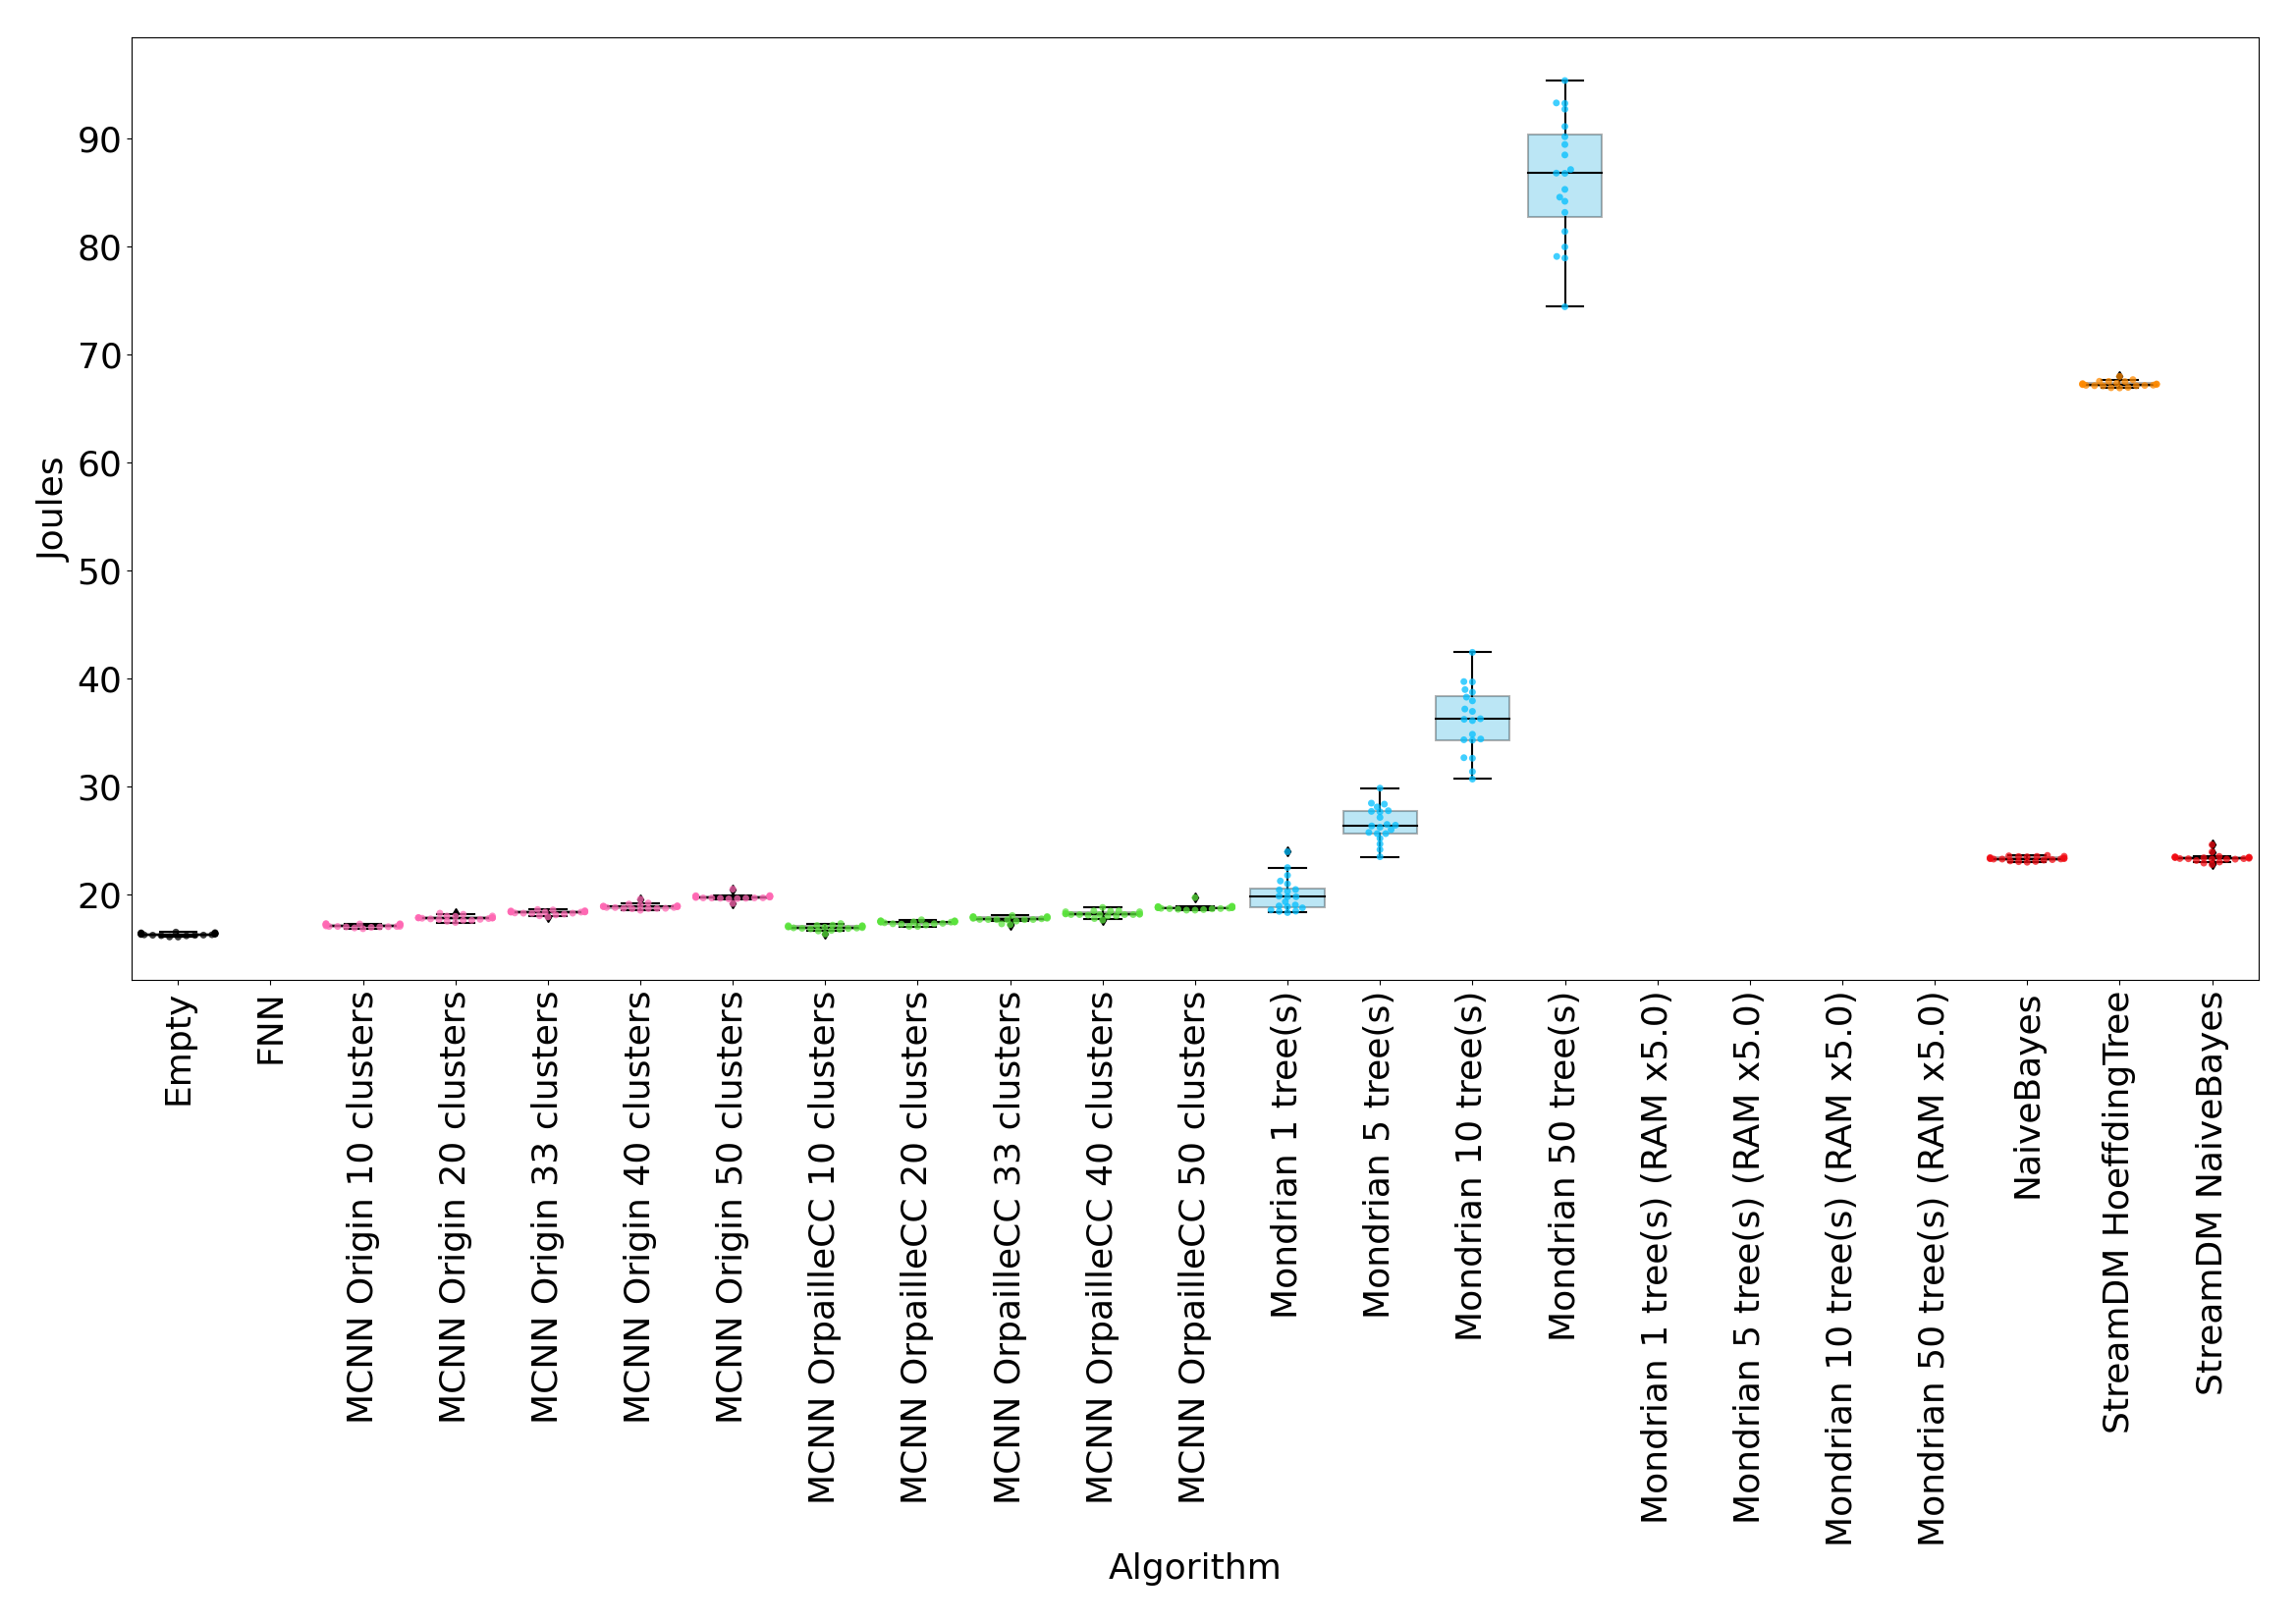 90
80
70
60
50
40
30
20
Joules
Empty
FNN
MCNN Origin 10 clusters
MCNN Origin 20 clusters
MCNN Origin 33 clusters
MCNN Origin 40 clusters
MCNN Origin 50 clusters
MCNN OrpailleCC 10 clusters
MCNN OrpailleCC 20 clusters
MCNN OrpailleCC 33 clusters
MCNN OrpailleCC 40 clusters
MCNN OrpailleCC 50 clusters
Mondrian 1 tree(s)
Mondrian 5 tree(s)
Mondrian 10 tree(s)
Mondrian 50 tree(s)
Mondrian 1 tree(s) (RAM x5.0)
Mondrian 5 tree(s) (RAM x5.0)
Mondrian 10 tree(s) (RAM x5.0)
Mondrian 50 tree(s) (RAM x5.0)
NaiveBayes
StreamDM HoeffdingTree
StreamDM NaiveBayes
Algorithm